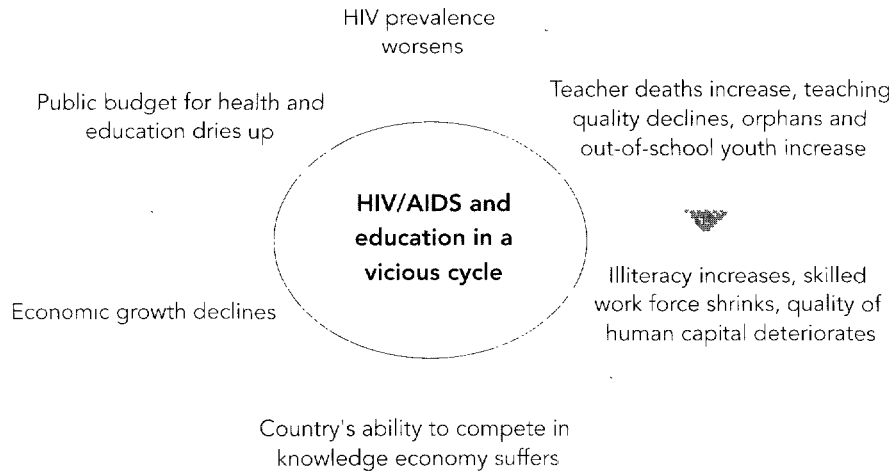 HIV prevalence
worsens
Teacher deaths increase, teaching
quality declines, orphans and
out-of-school youth increase
Illiteracy increases, skilled
work force shrinks, quality of
human capital deteriorates
Country's ability to compete in
knowledge economy suffers
Economic growth declines
Public budget for health and
education dries up
HIV/AIDS and
education in a
vicious cycle